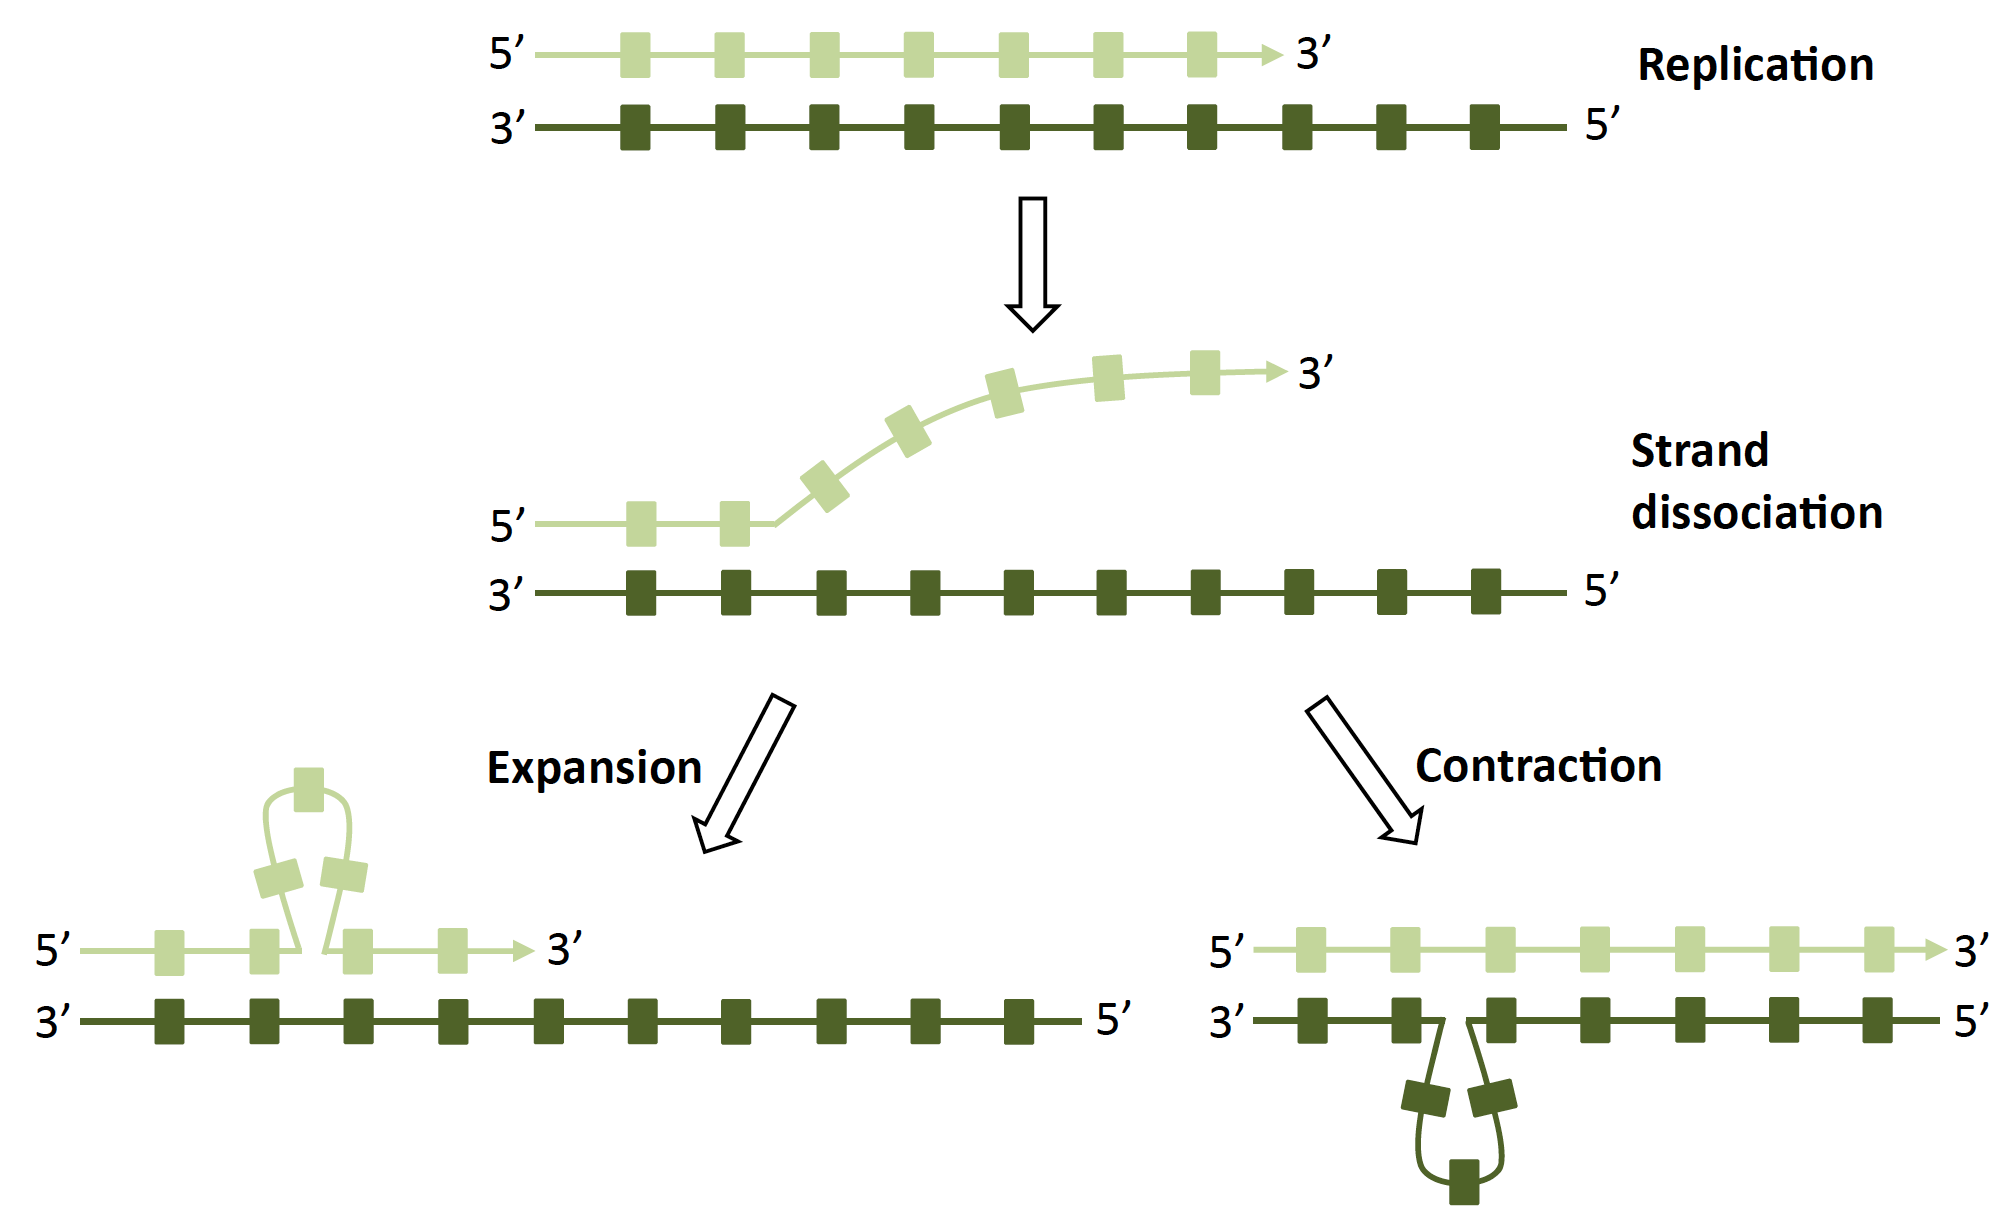 5’ 3’
Replication
3’ 5’
3’
Strand
dissociation
5’
3’ 5’
Expansion
Contraction
5’ 3’
5’ 3’
3’ 5’
3’ 5’